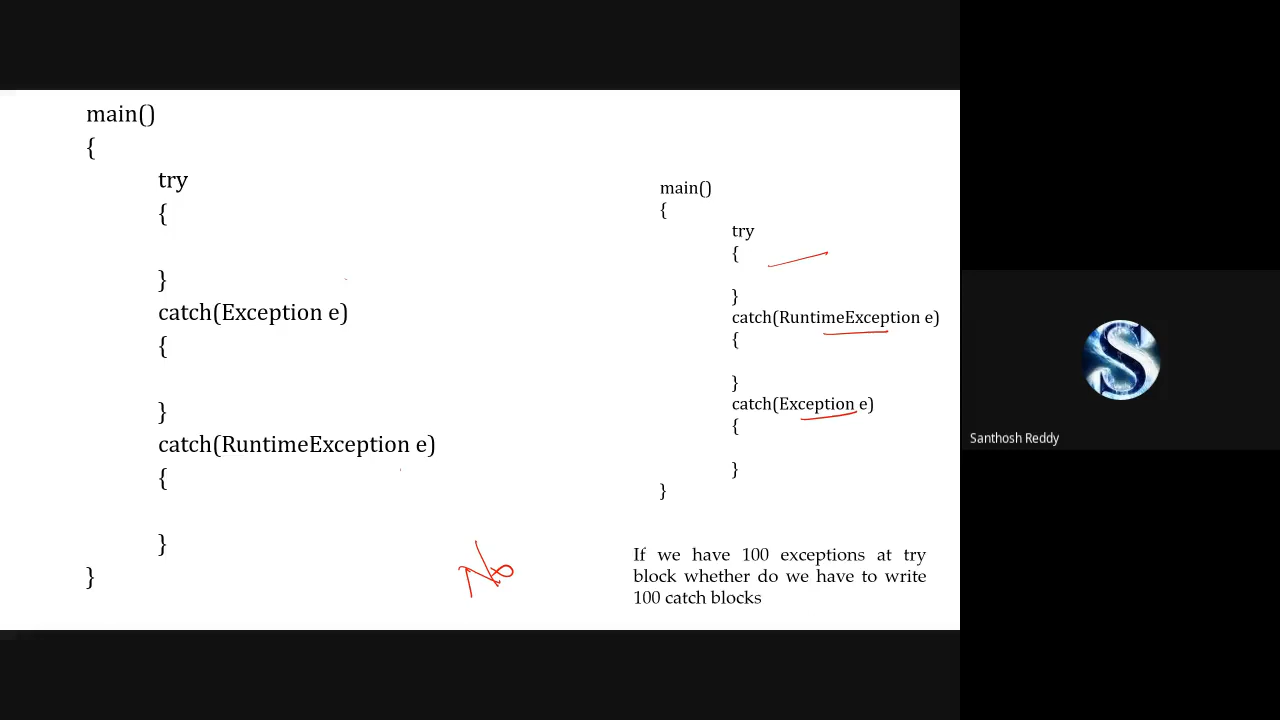 main()
{
try
{
}
catch(Exception e)
{
}
catch(RuntimeException e)
{
}
}
No
main()
{
try
{
}
catch(RuntimeException e)
{
}
catch(Exception e)
{
}
}
If we have 100 exceptions at try
block whether do we have to write
100 catch blocks
S
Santhosh Reddy